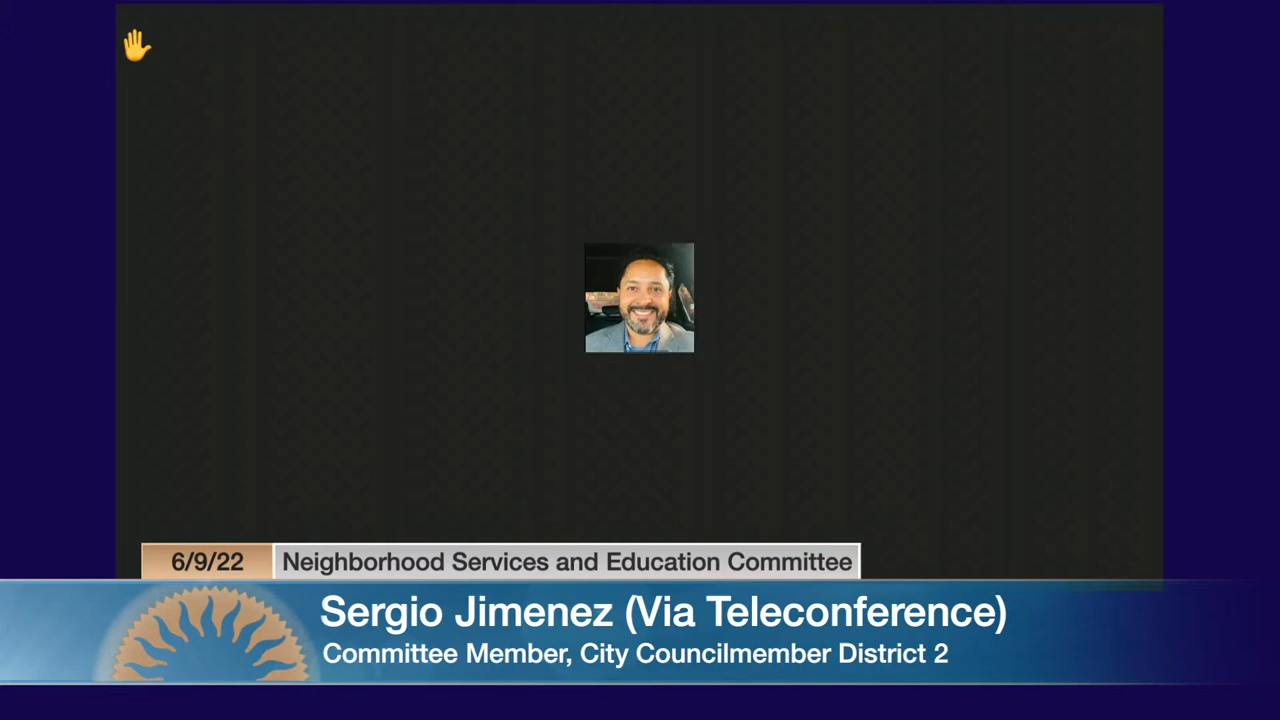 6/9/22 Neighborhood Services and Education Committee
Sergio Jimenez (Via Teleconference)
Committee Member, City Councilmember District 2